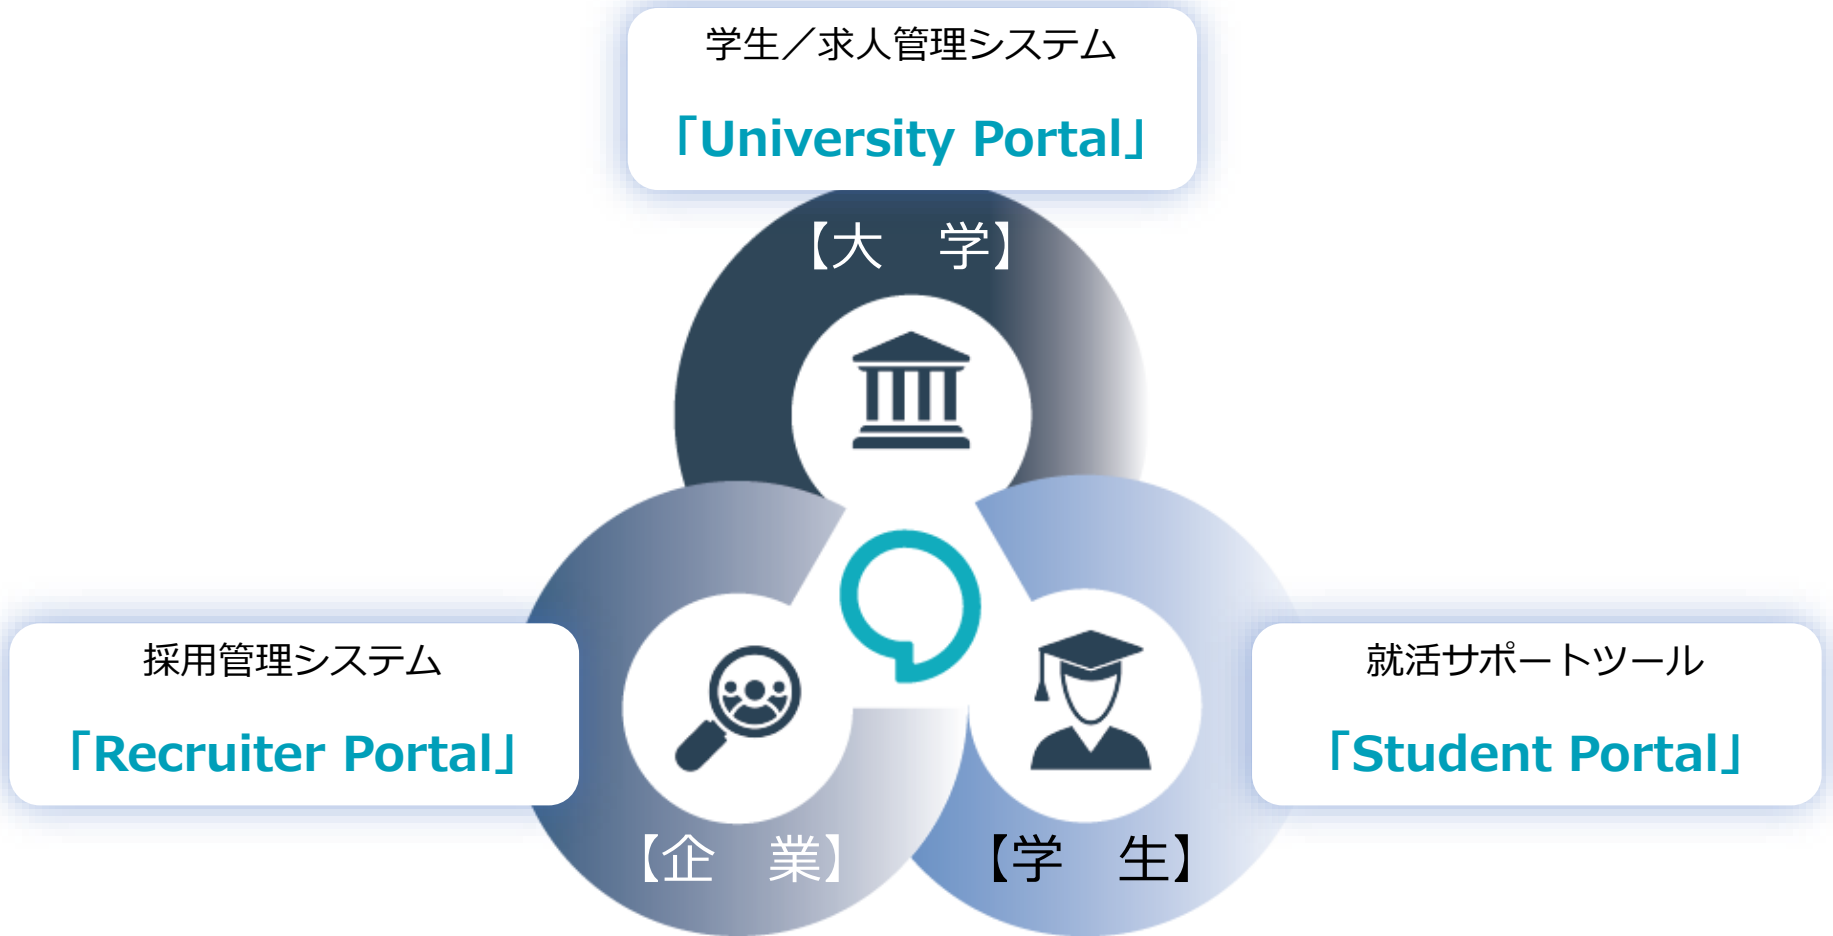 学生／求人管理システム
「University Portal」
【大　学】
採用管理システム
「Recruiter Portal」
就活サポートツール
「Student Portal」
【企　業】
【学　生】